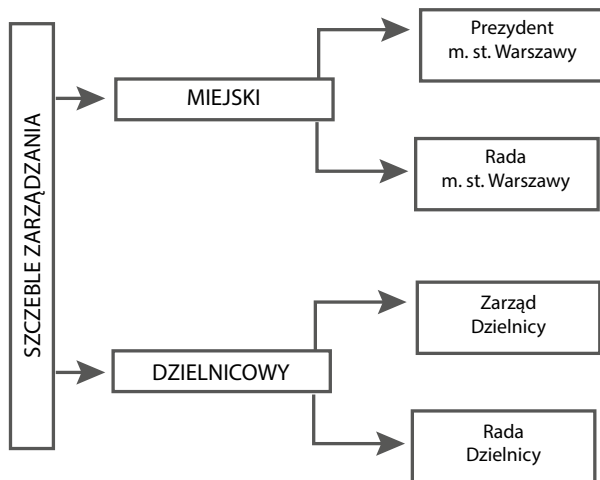 SZCZEBLE ZARZĄDZANIA
MIEJSKI
Prezydent
m. st. Warszawy
Rada
m. st. Warszawy
DZIELNICOWY
Zarząd
Dzielnicy
Rada
Dzielnicy